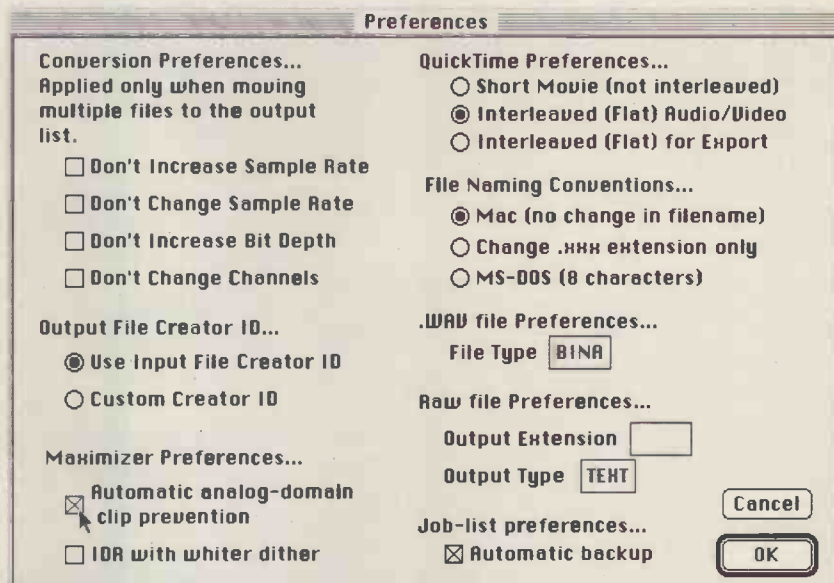 Preferences
Conversion Preferences...
Applied only when moving
multiple files to the output
list.
Don't Increase Sample Rate
Don't Change Sample Rate
Don't Increase Bit Depth
Don't Change Channels
Output File Creator ID...
Use Input File Creator ID
Custom Creator ID
Maximizer Preferences...
Automatic analog-domain
clip prevention
IDR with whiter dither
QuickTime Preferences...
Short Movie (not interleaved)
Interleaved (Flat) Audio/Video
Interleaved (Flat) for Export
File Naming Conventions...
Mac (no change in filename)
Change .xxx extension only
MS-DOS (8 characters)
.WAV file Preferences...
File Type BINA
Raw file Preferences...
Output Extension
Output Type TEXT
Job-list preferences...
Automatic backup
Cancel
OK